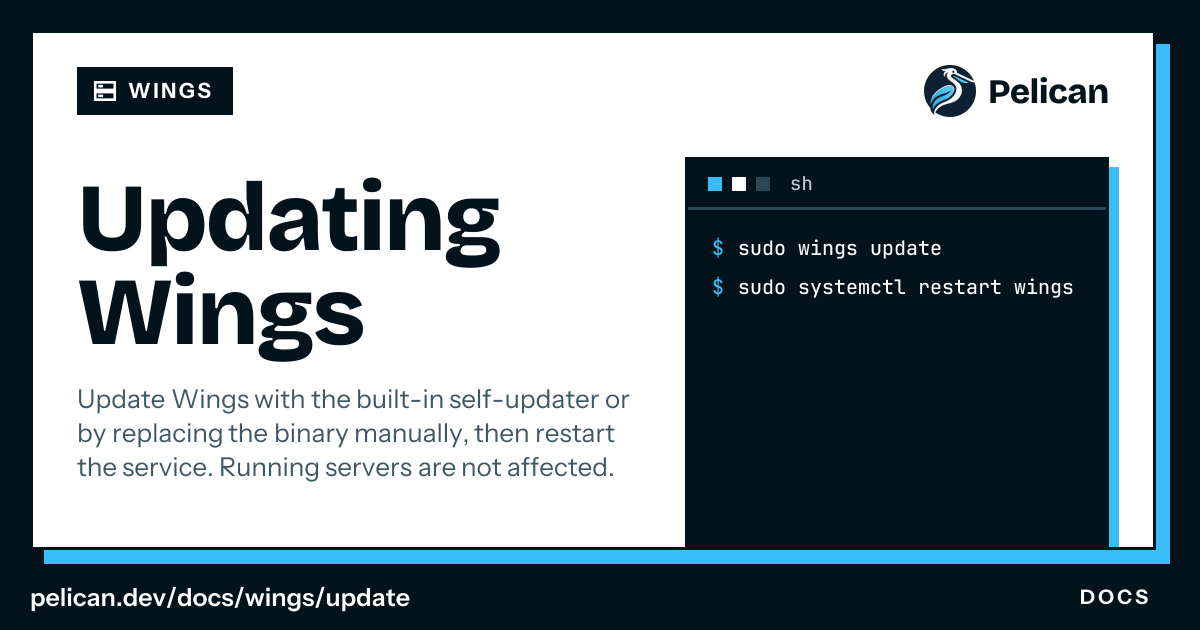 WINGS
Pelican
Updating
Wings
Update Wings with the built-in self-updater or
by replacing the binary manually, then restart
the service. Running servers are not affected.
sh
$ sudo wings update
$ sudo systemctl restart wings
pelican.dev/docs/wings/update
DOCS